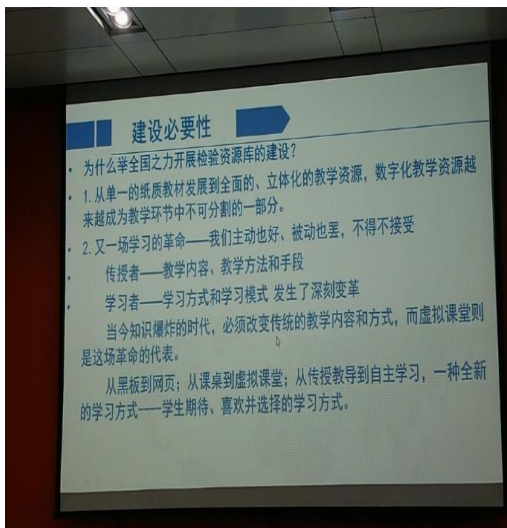 建设必要性
• 为什么举全国之力开展检验资源库的建设?
• 1.从单一的纸质教材发展到全面的、立体化的教学资源,数字化教学资源越
来越成为教学环节中不可分割的一部分。
• 2.又一场学习的革命——我们主动也好、被动也罢,不得不接受
• 传授者——教学内容、教学方法和手段
• 学习者——学习方式和学习模式 发生了深刻变革
当今知识爆炸的时代,必须改变传统的教学内容和方式,而虚拟课堂则
是这场革命的代表。
从黑板到网页;从课桌到虚拟课堂;从传授教导到自主学习,一种全新
的学习方式——学生期待、喜欢并选择的学习方式。